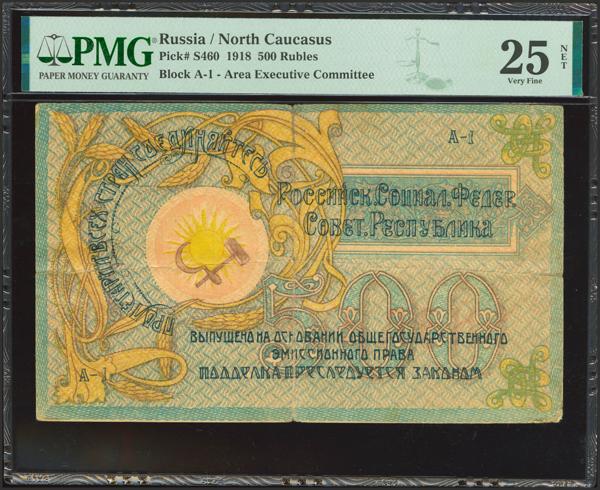 PMG
PAPER MONEY GUARANTY
Russia / North Caucasus
Pick# S460 1918 500 Rubles
Block A-1 - Area Executive Committee
25 NET
Very Fine
А-1
ПРОЛЕТАРИИ ВСЕХ СТРАН СОЕДИНЯЙТЕСЬ
РОССИЙСК. СОЦИАЛ. ФЕДЕР
СОВЕТ. РЕСПУБЛИКА
500
ВЫПУЩЕНО НА ОСНОВАНИИ ОБЩЕГОСУДАРСТВЕННОГО
ЭМИССИОННОГО ПРАВА
ПОДДЕЛКА ПРЕСЛЕДУЕТСЯ ЗАКОНОМ
А-1